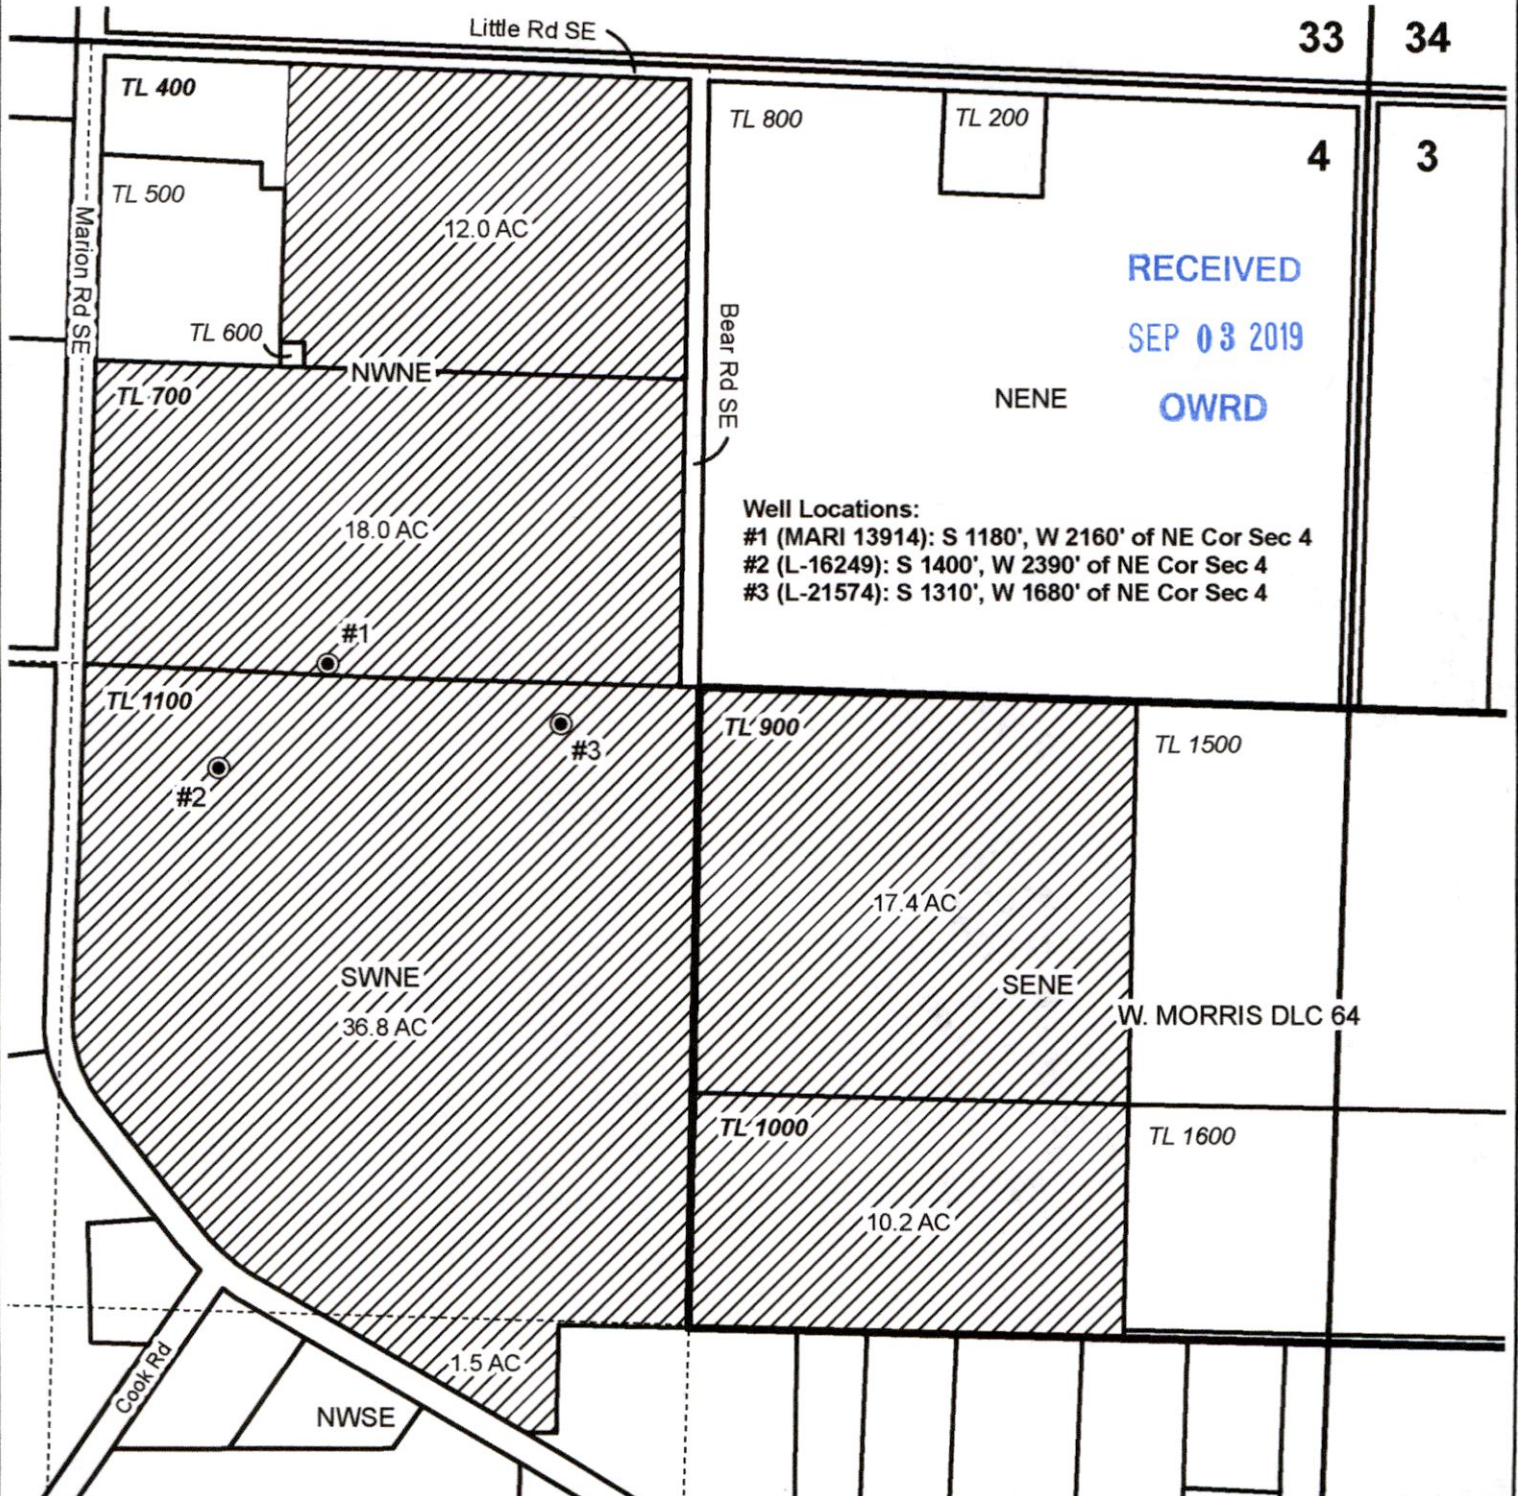 Little Rd SE
33
34
TL 400
TL 800
TL 200
4
3
TL 500
Marion Rd SE
12.0 AC
RECEIVED
SEP 03 2019
OWRD
TL 600
NWNE
Bear Rd SE
NENE
TL 700
18.0 AC
Well Locations:
#1 (MARI 13914): S 1180', W 2160' of NE Cor Sec 4
#2 (L-16249): S 1400', W 2390' of NE Cor Sec 4
#3 (L-21574): S 1310', W 1680' of NE Cor Sec 4
#1
TL 1100
#3
#2
TL 900
TL 1500
17.4 AC
SWNE
36.8 AC
SENE
W. MORRIS DLC 64
TL 1000
TL 1600
10.2 AC
1.5 AC
Cook Rd
NWSE